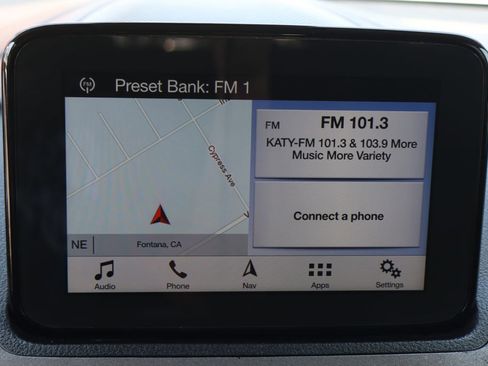 FM
Preset Bank: FM 1
Cypress Ave
FM
FM 101.3
KATY-FM 101.3 & 103.9 More
Music More Variety
Connect a phone
NE
Fontana, CA
Audio
Phone
Nav
Apps
Settings